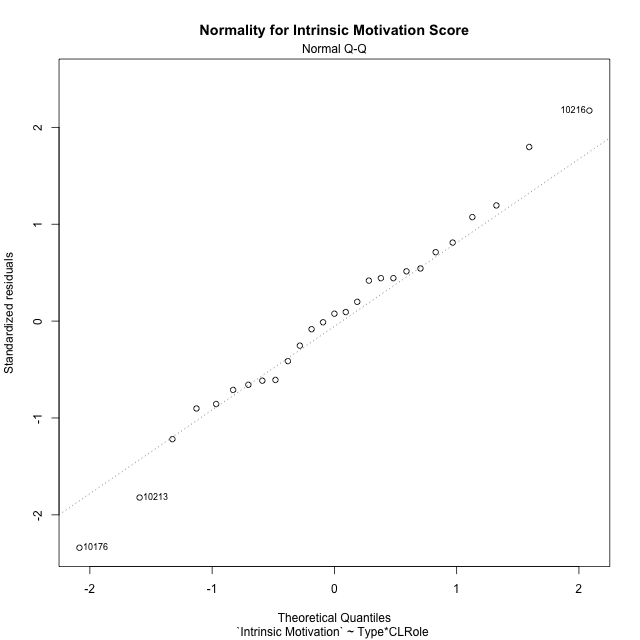 Normality for Intrinsic Motivation Score
Normal Q-Q
10216
2
1
0
-1
-2
Standardized residuals
10213
10176
-2 -1 0 1 2
Theoretical Quantiles
`Intrinsic Motivation` ~ Type*CLRole